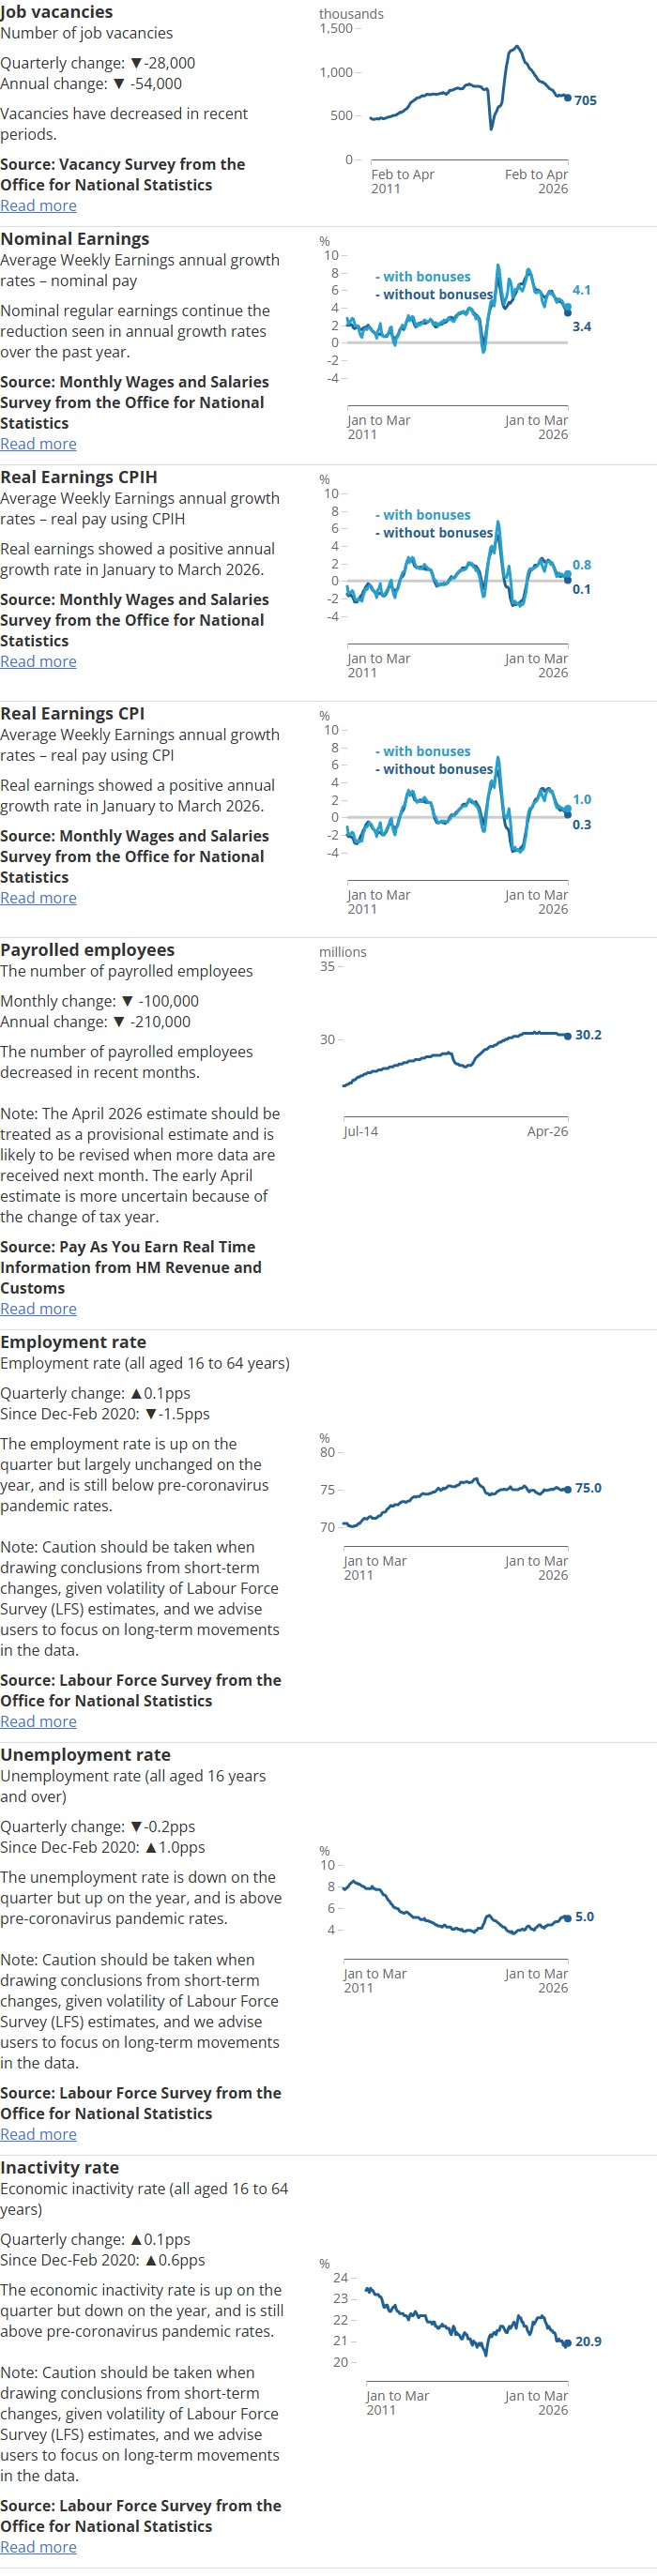 Job vacancies
Number of job vacancies
Quarterly change: ▼-28,000
Annual change: ▼ -54,000
Vacancies have decreased in recent
periods.
Source: Vacancy Survey from the
Office for National Statistics
Read more
thousands
1,500
1,000
500
0
705
Feb to Apr
2011
Feb to Apr
2026
Nominal Earnings
Average Weekly Earnings annual growth
rates – nominal pay
Nominal regular earnings continue the
reduction seen in annual growth rates
over the past year.
Source: Monthly Wages and Salaries
Survey from the Office for National
Statistics
Read more
%
10
8
6
4
2
0
-2
-4
- with bonuses
- without bonuses
4.1
3.4
Jan to Mar
2011
Jan to Mar
2026
Real Earnings CPIH
Average Weekly Earnings annual growth
rates – real pay using CPIH
Real earnings showed a positive annual
growth rate in January to March 2026.
Source: Monthly Wages and Salaries
Survey from the Office for National
Statistics
Read more
%
10
8
6
4
2
0
-2
-4
- with bonuses
- without bonuses
0.8
0.1
Jan to Mar
2011
Jan to Mar
2026
Real Earnings CPI
Average Weekly Earnings annual growth
rates – real pay using CPI
Real earnings showed a positive annual
growth rate in January to March 2026.
Source: Monthly Wages and Salaries
Survey from the Office for National
Statistics
Read more
%
10
8
6
4
2
0
-2
-4
- with bonuses
- without bonuses
1.0
0.3
Jan to Mar
2011
Jan to Mar
2026
Payrolled employees
The number of payrolled employees
Monthly change: ▼ -100,000
Annual change: ▼ -210,000
The number of payrolled employees
decreased in recent months.
Note: The April 2026 estimate should be
treated as a provisional estimate and is
likely to be revised when more data are
received next month. The early April
estimate is more uncertain because of
the change of tax year.
Source: Pay As You Earn Real Time
Information from HM Revenue and
Customs
Read more
millions
35
30
30.2
Jul-14
Apr-26
Employment rate
Employment rate (all aged 16 to 64 years)
Quarterly change: ▲0.1pps
Since Dec-Feb 2020: ▼-1.5pps
The employment rate is up on the
quarter but largely unchanged on the
year, and is still below pre-coronavirus
pandemic rates.
Note: Caution should be taken when
drawing conclusions from short-term
changes, given volatility of Labour Force
Survey (LFS) estimates, and we advise
users to focus on long-term movements
in the data.
Source: Labour Force Survey from the
Office for National Statistics
Read more
%
80
75
70
75.0
Jan to Mar
2011
Jan to Mar
2026
Unemployment rate
Unemployment rate (all aged 16 years
and over)
Quarterly change: ▼-0.2pps
Since Dec-Feb 2020: ▲1.0pps
The unemployment rate is down on the
quarter but up on the year, and is above
pre-coronavirus pandemic rates.
Note: Caution should be taken when
drawing conclusions from short-term
changes, given volatility of Labour Force
Survey (LFS) estimates, and we advise
users to focus on long-term movements
in the data.
Source: Labour Force Survey from the
Office for National Statistics
Read more
%
10
8
6
4
5.0
Jan to Mar
2011
Jan to Mar
2026
Inactivity rate
Economic inactivity rate (all aged 16 to 64
years)
Quarterly change: ▲0.1pps
Since Dec-Feb 2020: ▲0.6pps
The economic inactivity rate is up on the
quarter but down on the year, and is still
above pre-coronavirus pandemic rates.
Note: Caution should be taken when
drawing conclusions from short-term
changes, given volatility of Labour Force
Survey (LFS) estimates, and we advise
users to focus on long-term movements
in the data.
Source: Labour Force Survey from the
Office for National Statistics
Read more
%
24
23
22
21
20
20.9
Jan to Mar
2011
Jan to Mar
2026